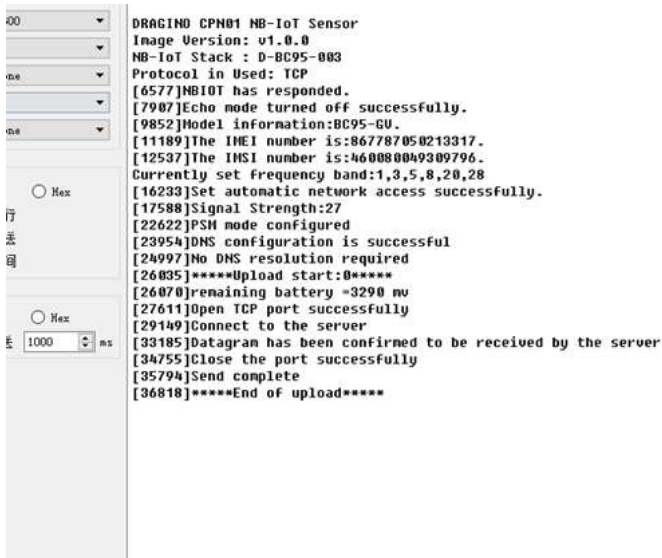 DRAGINO CPN01 NB-IoT Sensor
Image Version: v1.0.0
NB-IoT Stack : D-BC95-003
Protocol in Used: TCP
[6577]NBIOT has responded.
[7907]Echo mode turned off successfully.
[9852]Model information:BC95-GV.
[11189]The IMEI number is:867787050213317.
[12537]The IMSI number is:460080049309796.
Currently set frequency band:1,3,5,8,20,28
[16233]Set automatic network access successfully.
[17588]Signal Strength:27
[22622]PSM mode configured
[23954]DNS configuration is successful
[24997]No DNS resolution required
[26035]*****Upload start:0*****
[26070]remaining battery =3290 mv
[27611]Open TCP port successfully
[29149]Connect to the server
[33185]Datagram has been confirmed to be received by the server
[34755]Close the port successfully
[35794]Send complete
[36818]*****End of upload*****
Hex
行
送
间
Hex
1000 ms